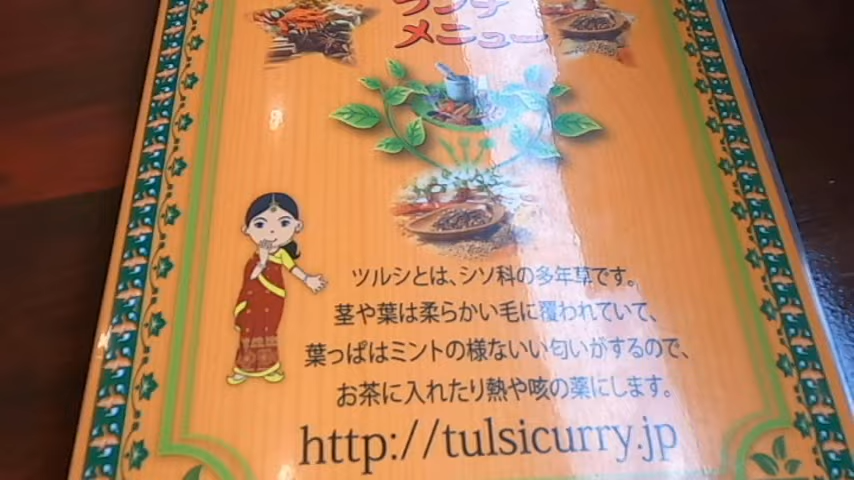 ランチ
メニュー
ツルシとは、シソ科の多年草です。
茎や葉は柔らかい毛に覆われていて、
葉っぱはミントの様ないい匂いがするので、
お茶に入れたり熱や咳の薬にします。
http://tulsicurry.jp